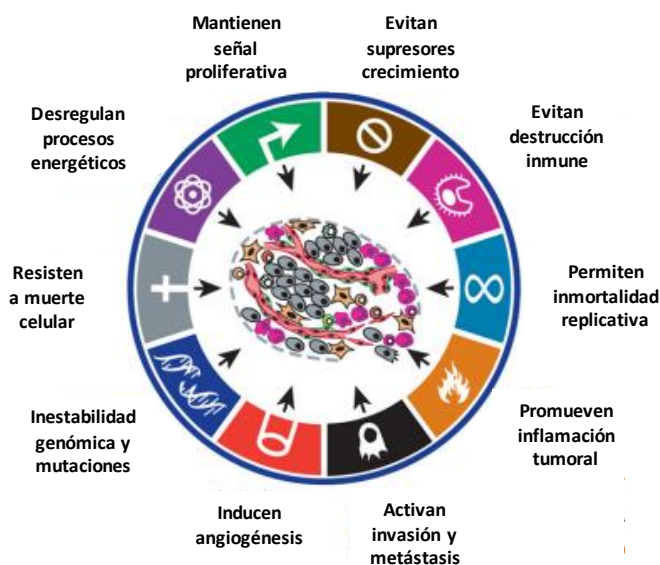 Mantienen
señal
proliferativa
Evitan
supresores
crecimiento
Desregulan
procesos
energéticos
Evitan
destrucción
inmune
Resisten
a muerte
celular
Permiten
inmortalidad
replicativa
Inestabilidad
genómica y
mutaciones
Promueven
inflamación
tumoral
Inducen
angiogénesis
Activan
invasión y
metástasis